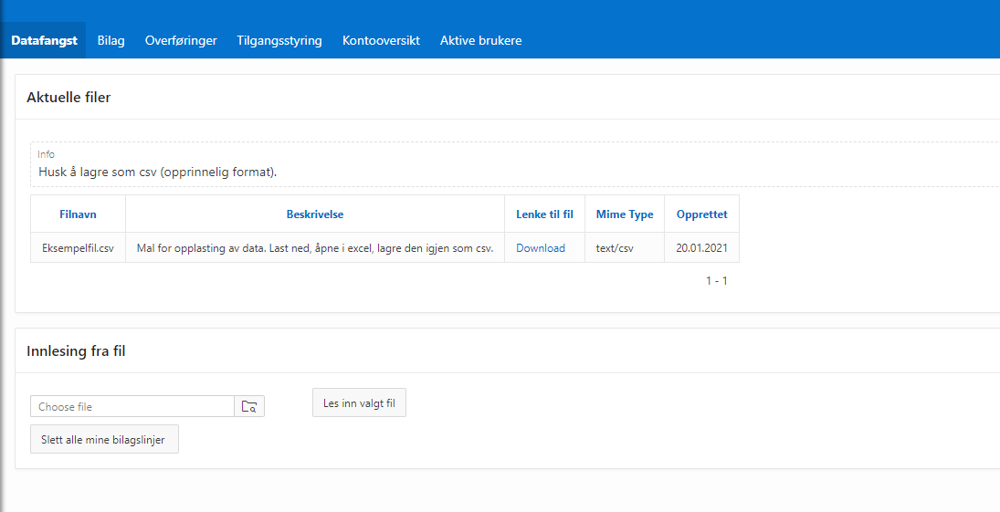 Datafangst Bilag Overføringer Tilgangsstyring Kontooversikt Aktive brukere
Aktuelle filer
Info
Husk å lagre som csv (opprinnelig format).
Filnavn Beskrivelse Lenke til fil Mime Type Opprettet
Eksempelfil.csv Mal for opplasting av data. Last ned, åpne i excel, lagre den igjen som csv. Download text/csv 20.01.2021
1 - 1
Innlesing fra fil
Choose file Les inn valgt fil
Slett alle mine bilagslinjer